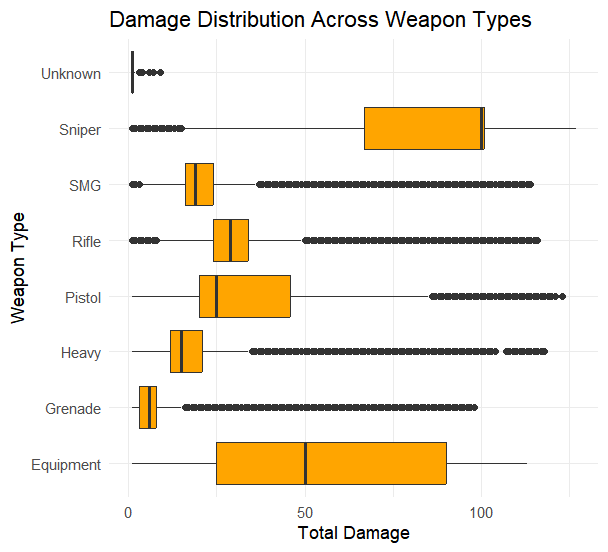 Damage Distribution Across Weapon Types
Unknown
Sniper
SMG
Rifle
Pistol
Heavy
Grenade
Equipment
Weapon Type
0 50 100
Total Damage